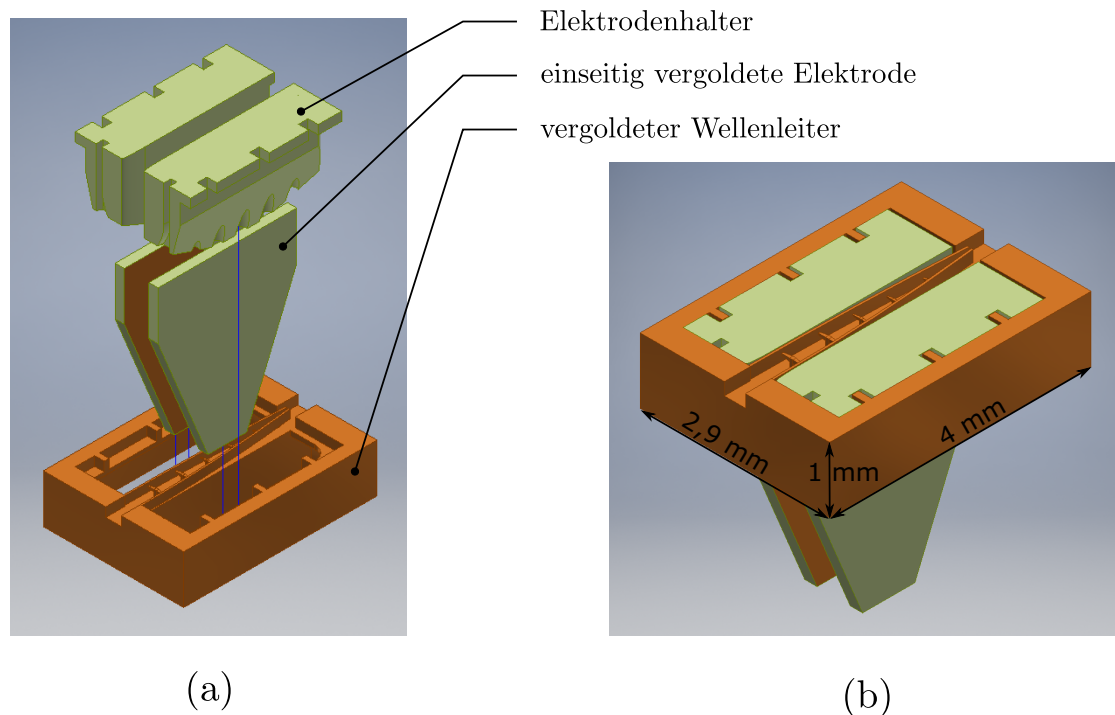 Elektrodenhalter
einseitig vergoldete Elektrode
vergoldeter Wellenleiter
2,9 mm
1 mm
4 mm
(a)
(b)